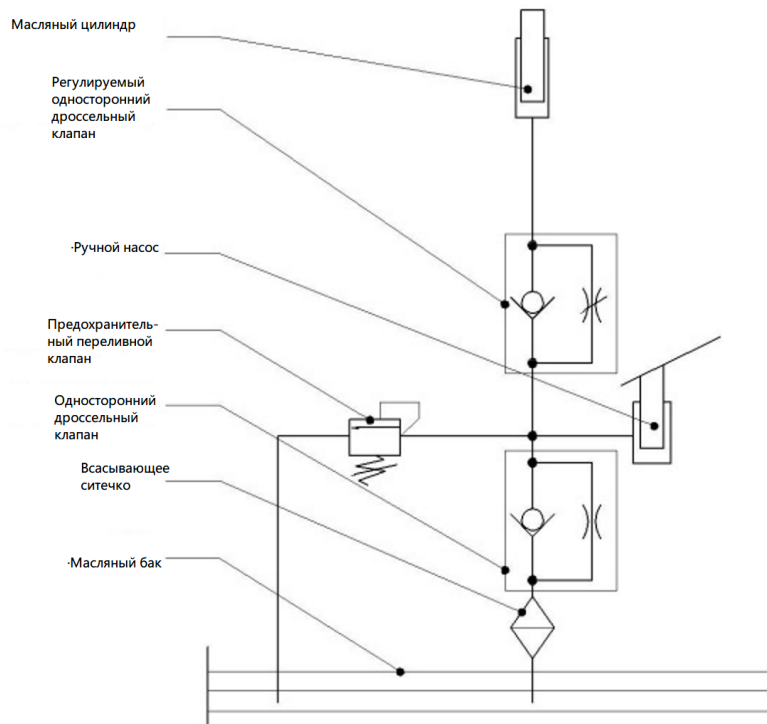 Масляный цилиндр
Регулируемый
односторонний
дроссельный
клапан
·Ручной насос
Предохранитель-
ный переливной
клапан
Односторонний
дроссельный
клапан
Всасывающее
ситечко
·Масляный бак